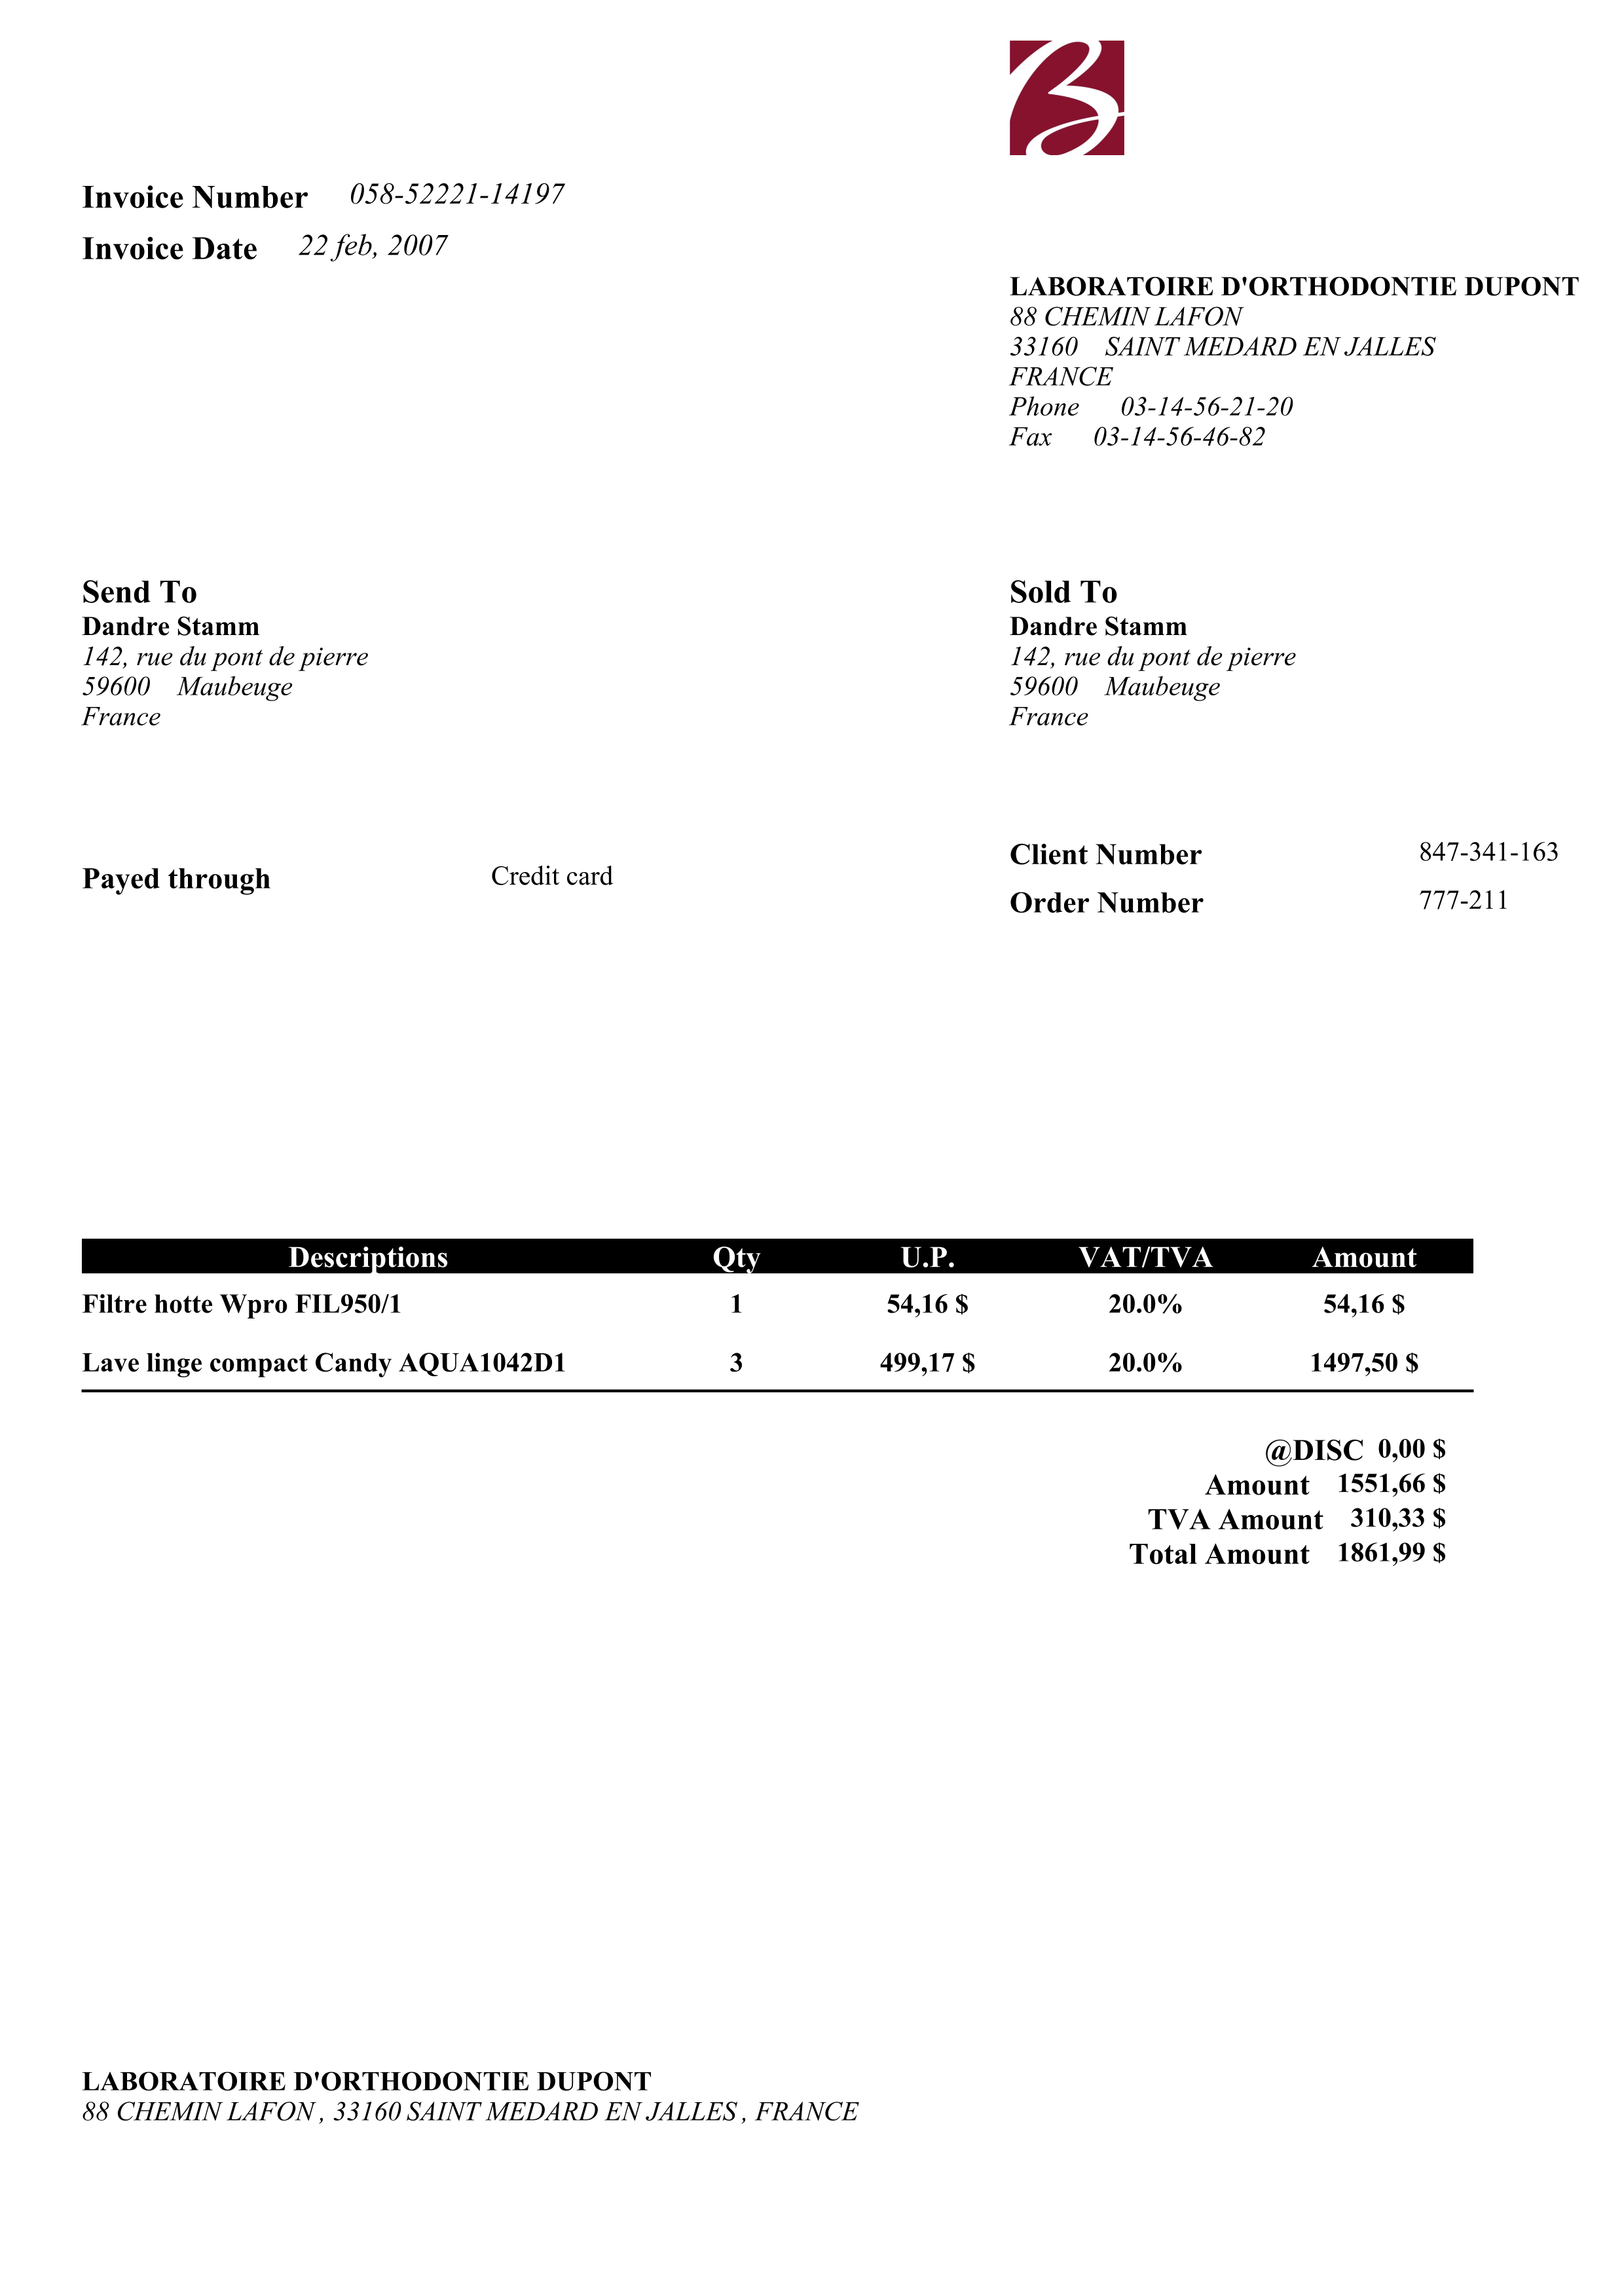 Invoice Number 058-52221-14197
Invoice Date 22 feb, 2007
LABORATOIRE D'ORTHODONTIE DUPONT
88 CHEMIN LAFON
33160 SAINT MEDARD EN JALLES
FRANCE
Phone 03-14-56-21-20
Fax 03-14-56-46-82
Send To
Dandre Stamm
142, rue du pont de pierre
59600 Maubeuge
France
Sold To
Dandre Stamm
142, rue du pont de pierre
59600 Maubeuge
France
Payed through Credit card
Client Number 847-341-163
Order Number 777-211
Descriptions Qty U.P. VAT/TVA Amount
Filtre hotte Wpro FIL950/1 1 54,16 $ 20.0% 54,16 $
Lave linge compact Candy AQUA1042D1 3 499,17 $ 20.0% 1497,50 $
@DISC 0,00 $
Amount 1551,66 $
TVA Amount 310,33 $
Total Amount 1861,99 $
LABORATOIRE D'ORTHODONTIE DUPONT
88 CHEMIN LAFON , 33160 SAINT MEDARD EN JALLES , FRANCE